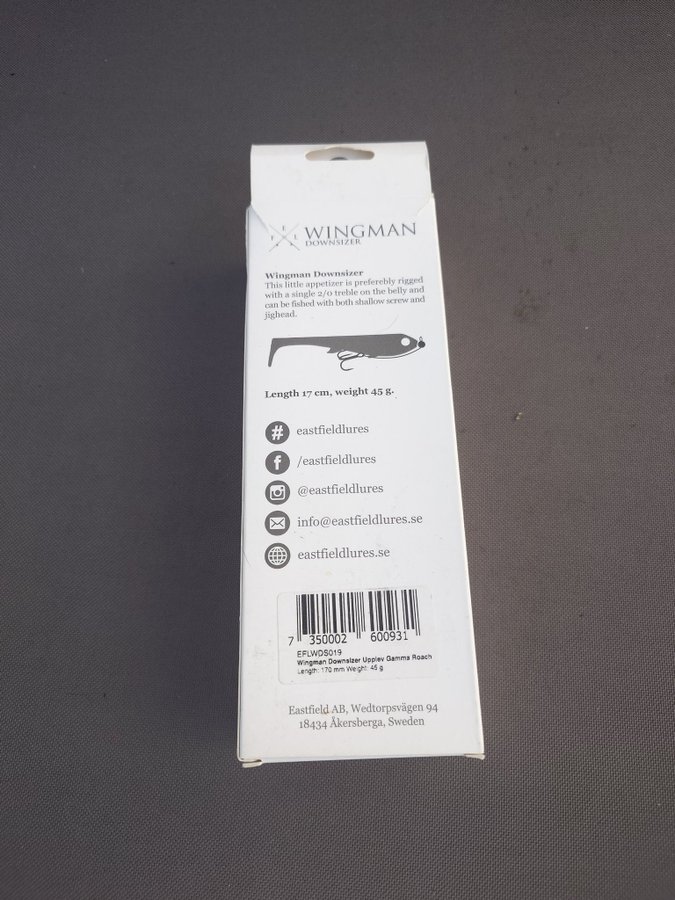 E
F L
WINGMAN
DOWNSIZER
Wingman Downsizer
This little appetizer is preferebly rigged
with a single 2/0 treble on the belly and
can be fished with both shallow screw and
jighead.
Length 17 cm, weight 45 g.
# eastfieldlures
f /eastfieldlures
@eastfieldlures
info@eastfieldlures.se
eastfieldlures.se
7 350002 600931
EFLWDS019
Wingman Downsizer Upplev Gamma Roach
Length: 170 mm Weight: 45 g
Eastfield AB, Wedtorpsvägen 94
18434 Åkersberga, Sweden